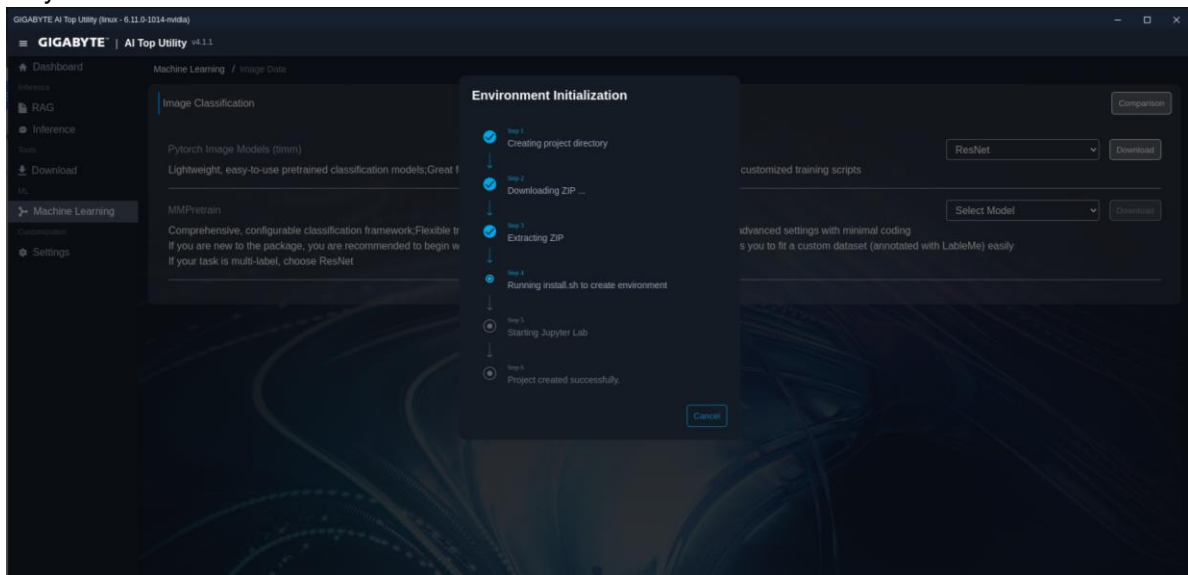 GIGABYTE AI Top Utility (linux - 6.11.0-1014-nvidia)
GIGABYTE™ | AI Top Utility v4.1.1
Dashboard
Inference
RAG
Inference
Tools
Download
ML
Machine Learning
Customization
Settings
Machine Learning / Image Data
Image Classification
Comparison
Pytorch Image Models (timm)
ResNet
Download
Lightweight, easy-to-use pretrained classification models;Great f
customized training scripts
MMPretrain
Select Model
Download
Comprehensive, configurable classification framework;Flexible tr
advanced settings with minimal coding
If you are new to the package, you are recommended to begin w
s you to fit a custom dataset (annotated with LableMe) easily
If your task is multi-label, choose ResNet
Environment Initialization
Step 1
Creating project directory
Step 2
Downloading ZIP ...
Step 3
Extracting ZIP
Step 4
Running install.sh to create environment
Step 5
Starting Jupyter Lab
Step 6
Project created successfully.
Cancel